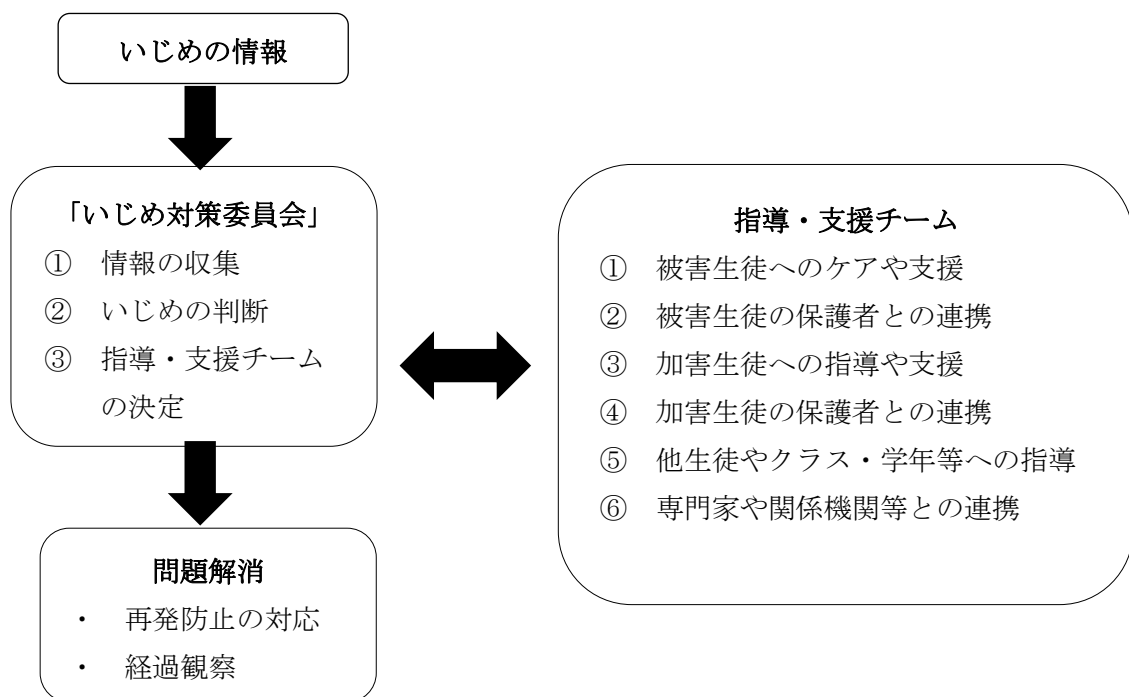 いじめの情報
「いじめ対策委員会」
① 情報の収集
② いじめの判断
③ 指導・支援チーム
の決定
指導・支援チーム
① 被害生徒へのケアや支援
② 被害生徒の保護者との連携
③ 加害生徒への指導や支援
④ 加害生徒の保護者との連携
⑤ 他生徒やクラス・学年等への指導
⑥ 専門家や関係機関等との連携
問題解消
・ 再発防止の対応
・ 経過観察